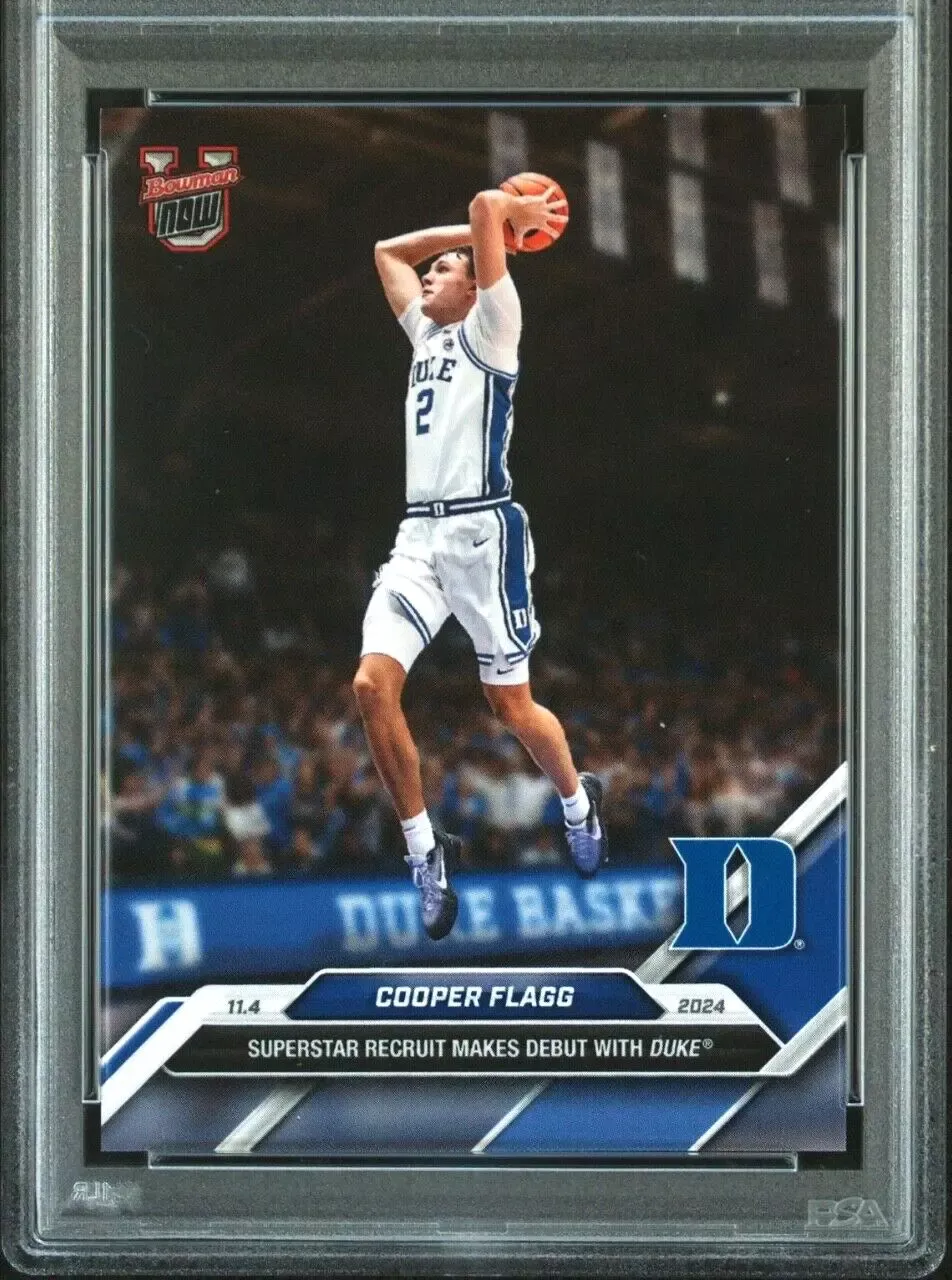 Bowman
NOW
DUKE
2
D
D
H
DUKE BASKE
D®
COOPER FLAGG
11.4
2024
SUPERSTAR RECRUIT MAKES DEBUT WITH DUKE®
PSA